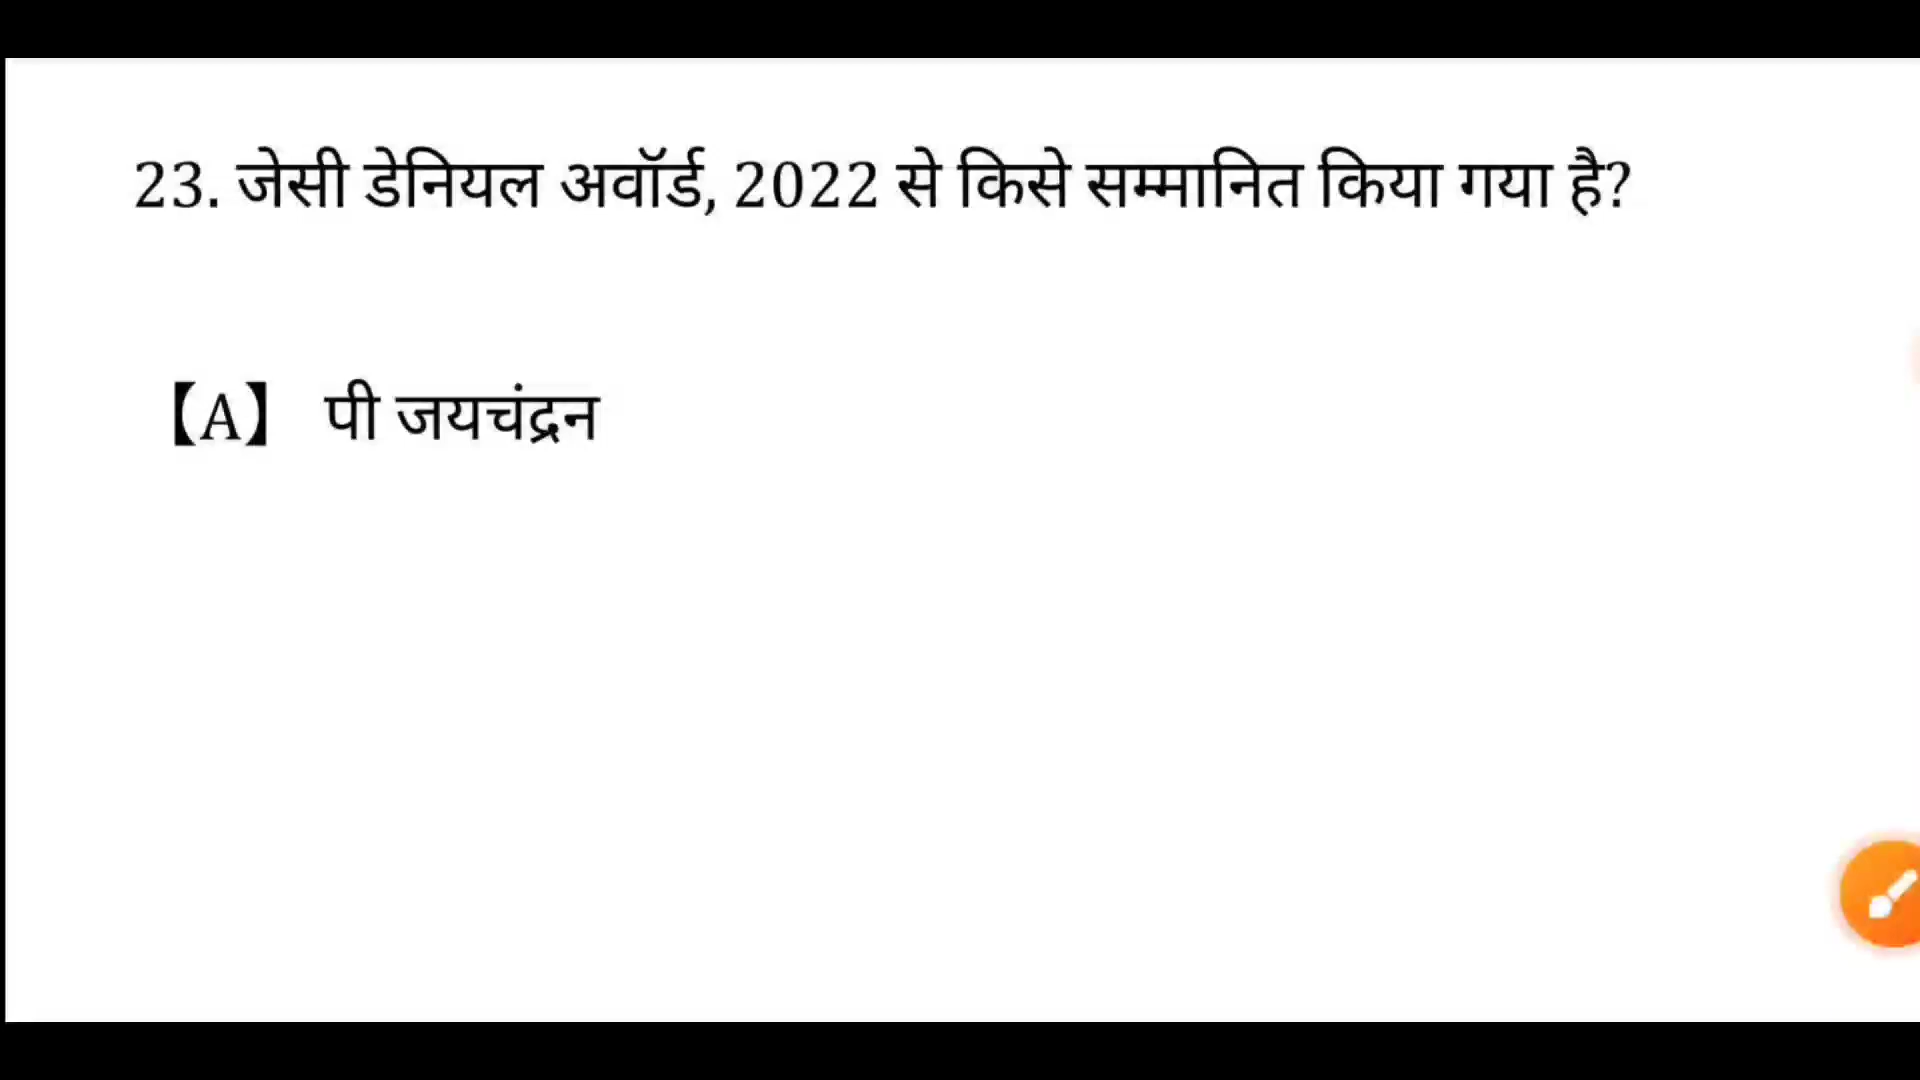 23. जेसी डेनियल अवॉर्ड, 2022 से किसे सम्मानित किया गया है?
【A】 पी जयचंद्रन